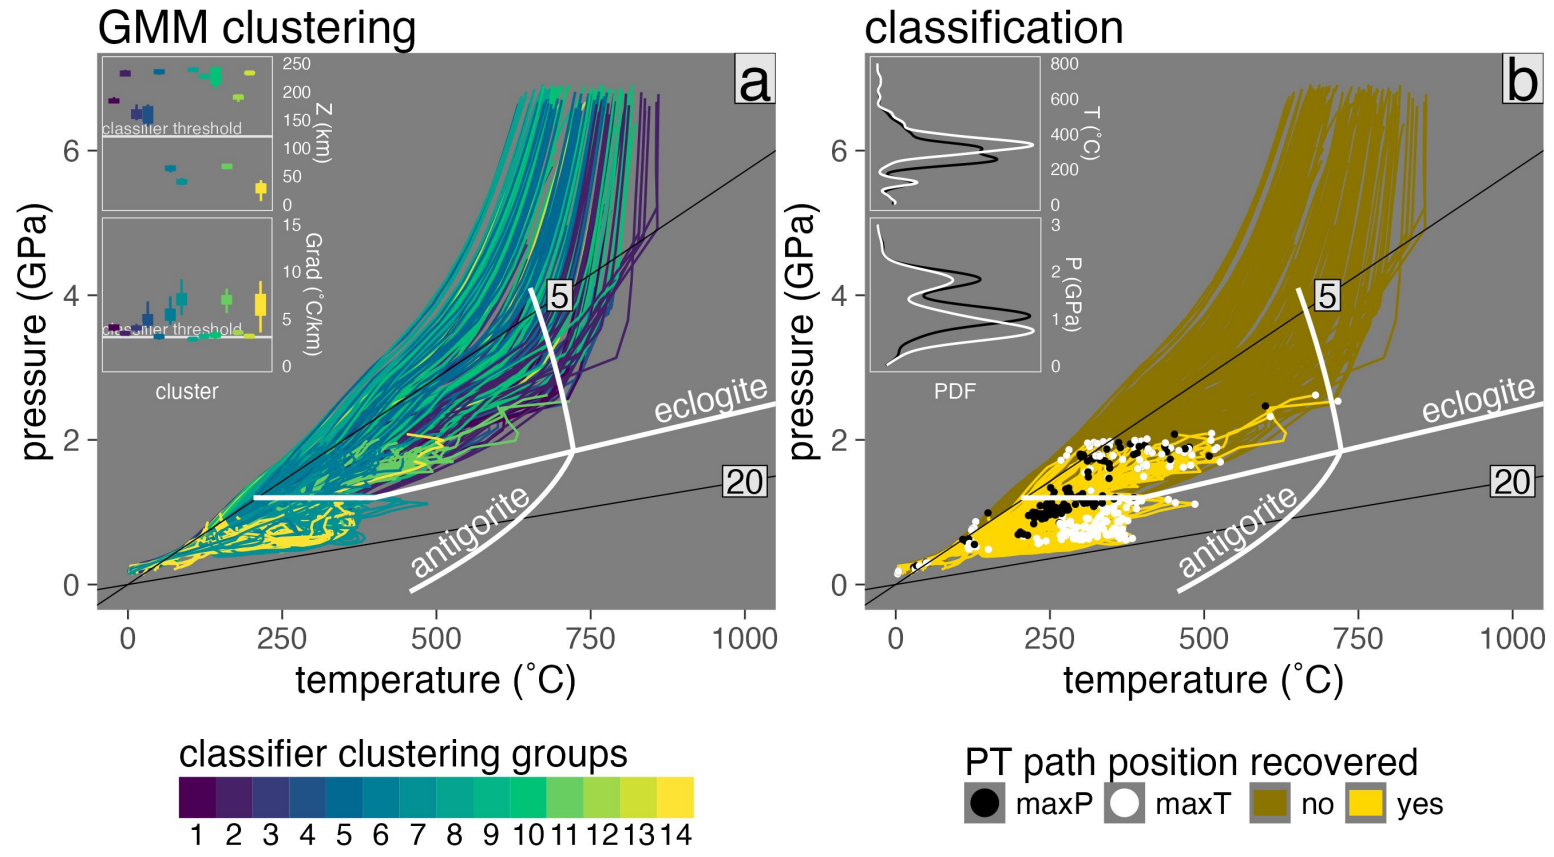 GMM clustering
a
250
200
150
100
50
0
Z (km)
classifier threshold
15
10
5
0
Grad (˚C/km)
classifier threshold
cluster
5
20
eclogite
antigorite
6
4
2
0
pressure (GPa)
0 250 500 750 1000
temperature (˚C)
classifier clustering groups
1 2 3 4 5 6 7 8 9 10 11 12 13 14
classification
b
800
600
400
200
0
T (˚C)
3
2
1
0
P (GPa)
PDF
5
20
eclogite
antigorite
6
4
2
0
pressure (GPa)
0 250 500 750 1000
temperature (˚C)
PT path position recovered
maxP maxT no yes